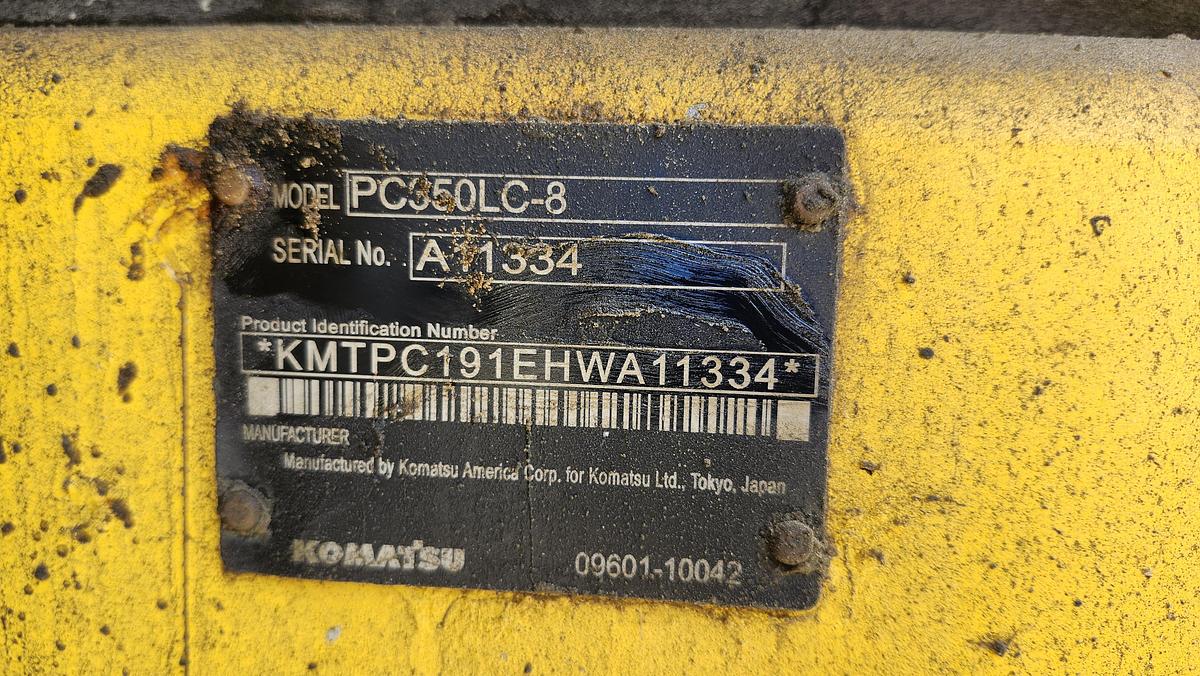 MODEL PC350LC-8
SERIAL No. A11334
Product Identification Number
*KMTPC191EHWA11334*
MANUFACTURER
Manufactured by Komatsu America Corp. for Komatsu Ltd., Tokyo, Japan
KOMATSU 09601-10042